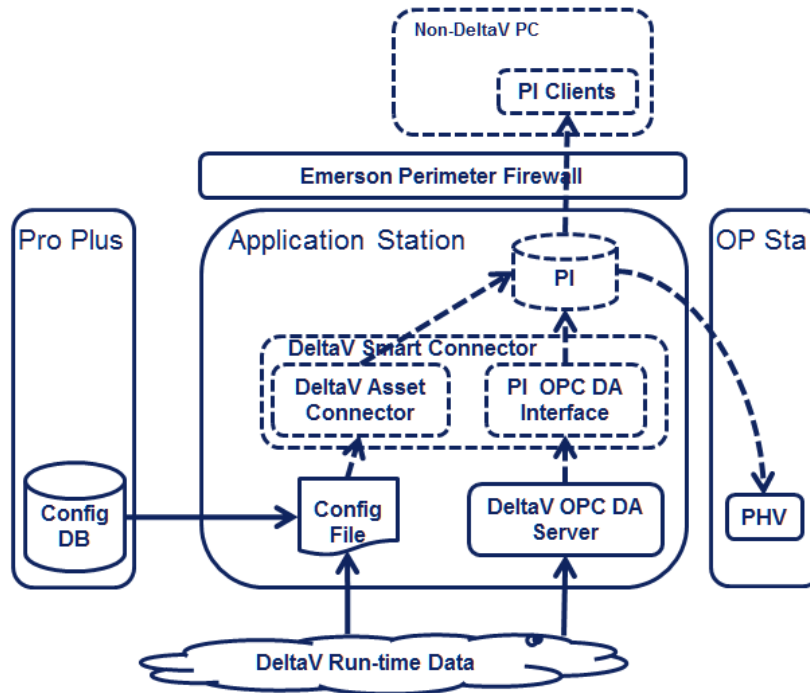 Non-DeltaV PC
PI Clients
Emerson Perimeter Firewall
Pro Plus
Application Station
OP Sta
PI
DeltaV Smart Connector
DeltaV Asset
Connector
PI OPC DA
Interface
Config
DB
Config
File
DeltaV OPC DA
Server
PHV
DeltaV Run-time Data